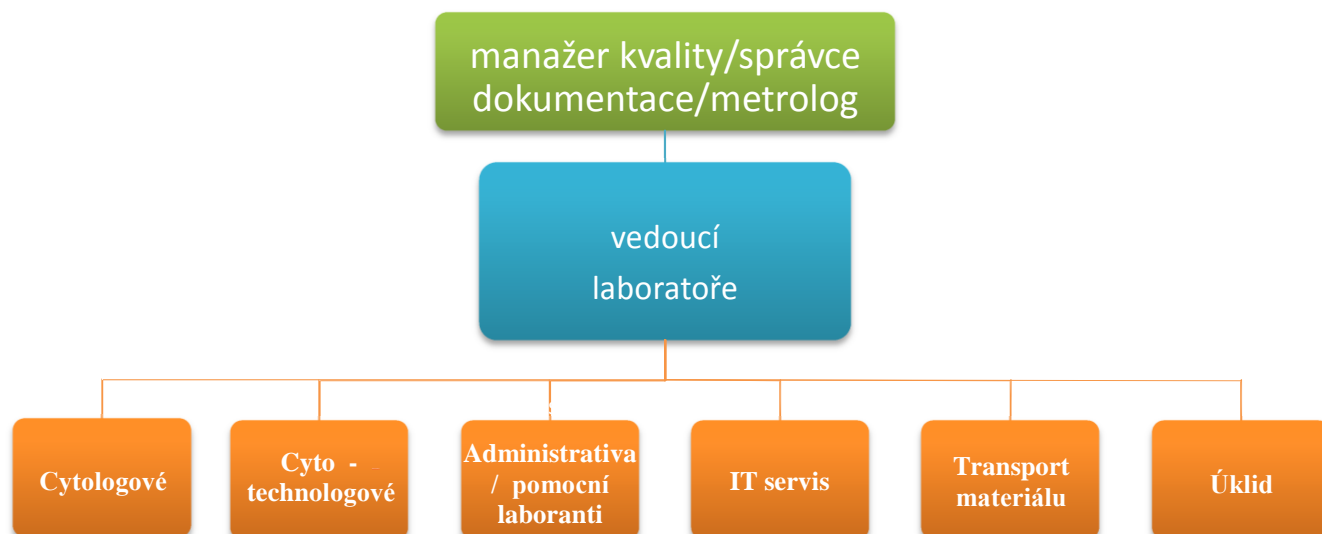 manažer kvality/správce
dokumentace/metrolog
vedoucí
laboratoře
Cytologové
Cyto -
technologové
Administrativa
/ pomocní
laboranti
IT servis
Transport
materiálu
Úklid